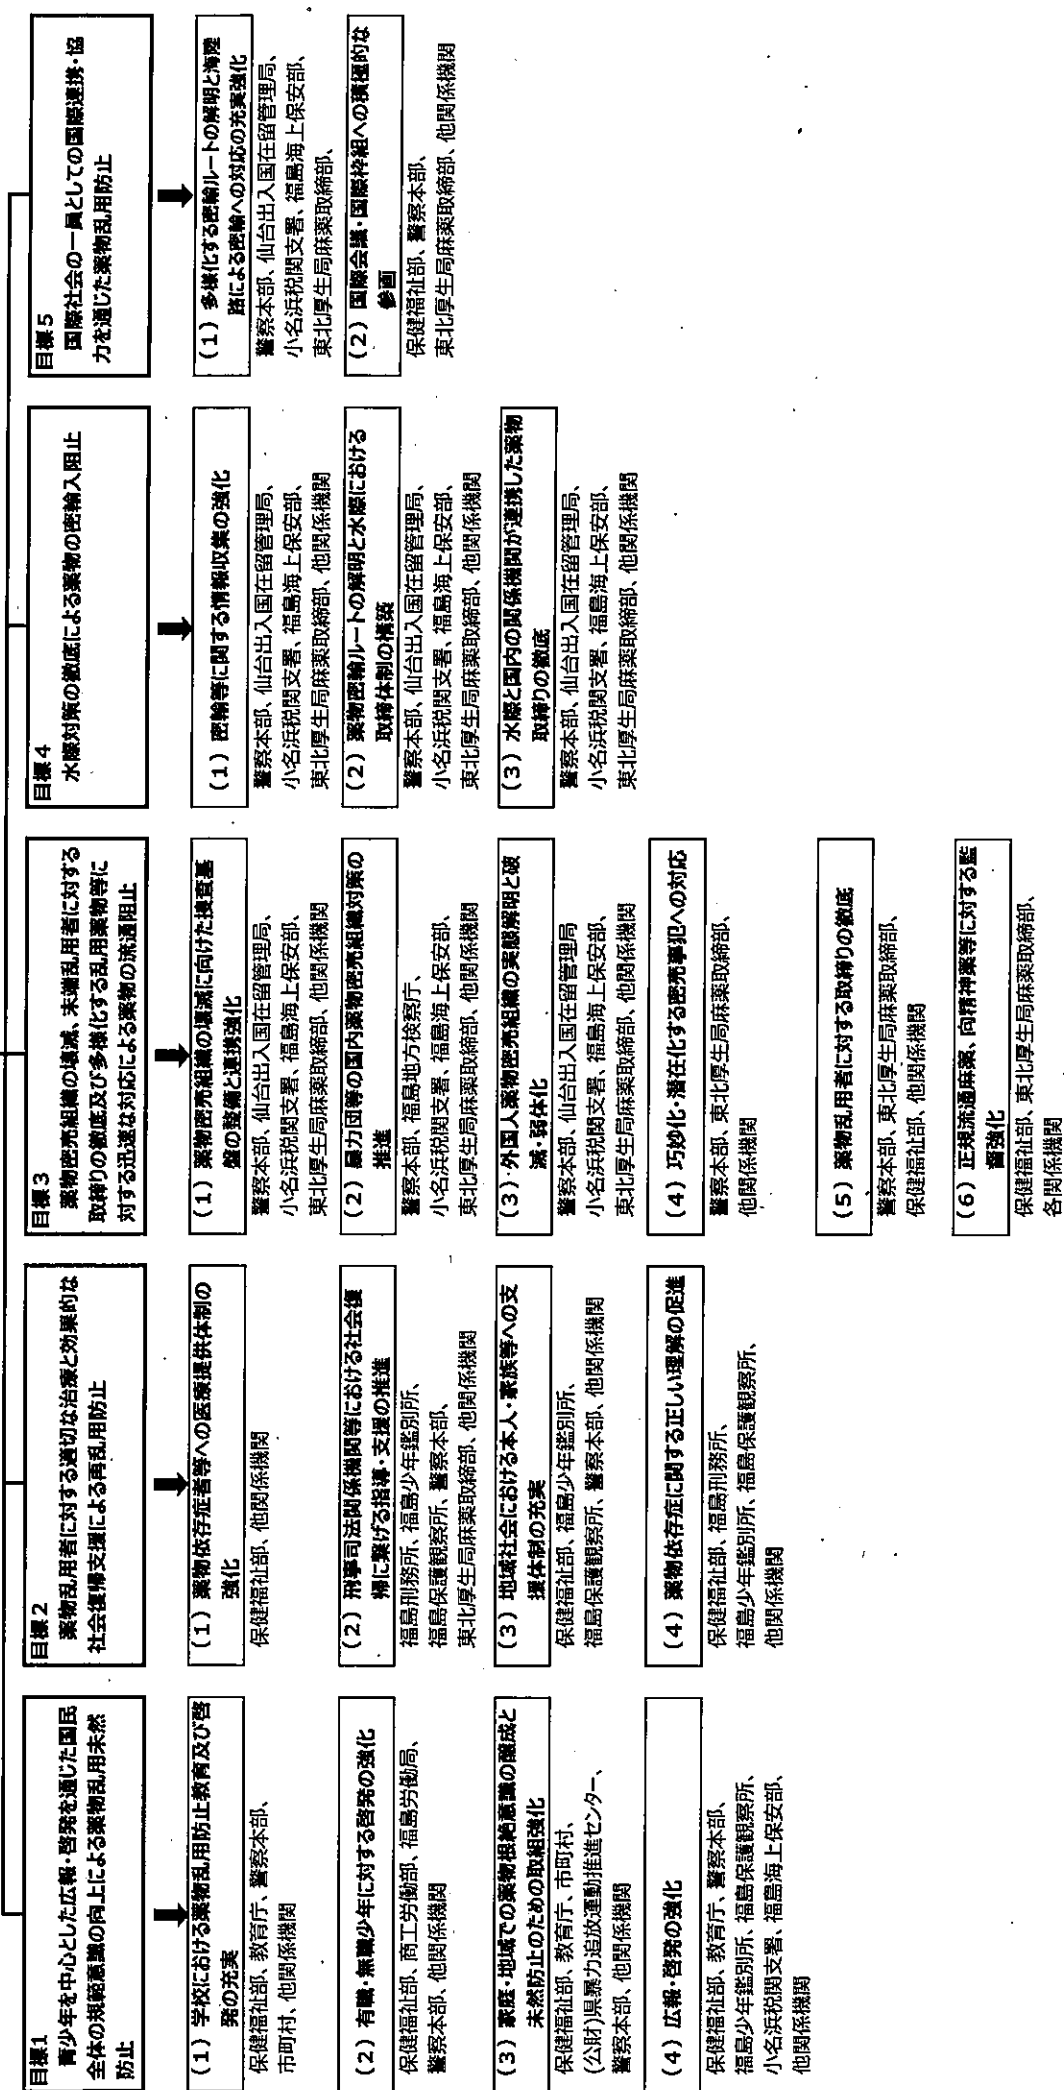 目標1
青少年を中心とした広報・啓発を通じた国民
全体の規範意識の向上による薬物乱用未然
防止
(1) 学校における薬物乱用防止教育及び啓
発の充実
保健福祉部、教育庁、警察本部、
市町村、他関係機関
(2) 有職・無職少年に対する啓発の強化
保健福祉部、商工労働部、福島労働局、
警察本部、他関係機関
(3) 家庭・地域での薬物根絶意識の醸成と
未然防止のための取組強化
保健福祉部、教育庁、市町村、
(公財)県暴力追放運動推進センター、
警察本部、他関係機関
(4) 広報・啓発の強化
保健福祉部、教育庁、警察本部、
福島少年鑑別所、福島保護観察所、
小名浜税関支署、福島海上保安部、
他関係機関
目標2
薬物乱用者に対する適切な治療と効果的な
社会復帰支援による再乱用防止
(1) 薬物依存症者等への医療提供体制の
強化
保健福祉部、他関係機関
(2) 刑事司法関係機関等における社会復
帰に繋げる指導・支援の推進
福島刑務所、福島少年鑑別所、
福島保護観察所、警察本部、
東北厚生局麻薬取締部、他関係機関
(3) 地域社会における本人・家族等への支
援体制の充実
保健福祉部、福島少年鑑別所、
福島保護観察所、警察本部、他関係機関
(4) 薬物依存症に関する正しい理解の促進
保健福祉部、福島刑務所、
福島少年鑑別所、福島保護観察所、
他関係機関
目標3
薬物密売組織の壊滅、末端乱用者に対する
取締りの徹底及び多様化する乱用薬物等に
対する迅速な対応による薬物の流通阻止
(1) 薬物密売組織の壊滅に向けた捜査基
盤の整備と連携強化
警察本部、仙台出入国在留管理局、
小名浜税関支署、福島海上保安部、
東北厚生局麻薬取締部、他関係機関
(2) 暴力団等の国内薬物密売組織対策の
推進
警察本部、福島地方検察庁、
小名浜税関支署、福島海上保安部、
東北厚生局麻薬取締部、他関係機関
(3) 外国人薬物密売組織の実態解明と破
滅・弱体化
警察本部、仙台出入国在留管理局
小名浜税関支署、福島海上保安部、
東北厚生局麻薬取締部、他関係機関
(4) 巧妙化・潜在化する密売事犯への対応
警察本部、東北厚生局麻薬取締部、
他関係機関
(5) 薬物乱用者に対する取締りの徹底
警察本部、東北厚生局麻薬取締部、
保健福祉部、他関係機関
(6) 正規流通麻薬、向精神薬等に対する監
督強化
保健福祉部、東北厚生局麻薬取締部、
各関係機関
目標4
水際対策の徹底による薬物の密輸入阻止
(1) 密輸等に関する情報収集の強化
警察本部、仙台出入国在留管理局、
小名浜税関支署、福島海上保安部、
東北厚生局麻薬取締部、他関係機関
(2) 薬物密輸ルートの解明と水際における
取締体制の構築
警察本部、仙台出入国在留管理局、
小名浜税関支署、福島海上保安部、
東北厚生局麻薬取締部、他関係機関
(3) 水際と国内の関係機関が連携した薬物
取締りの徹底
警察本部、仙台出入国在留管理局、
小名浜税関支署、福島海上保安部、
東北厚生局麻薬取締部、他関係機関
目標5
国際社会の一員としての国際連携・協
力を通じた薬物乱用防止
(1) 多様化する密輸ルートの解明と海陸
路による密輸への対応の充実強化
警察本部、仙台出入国在留管理局、
小名浜税関支署、福島海上保安部、
東北厚生局麻薬取締部、
(2) 国際会議・国際枠組への積極的な
参画
保健福祉部、警察本部、
東北厚生局麻薬取締部、他関係機関